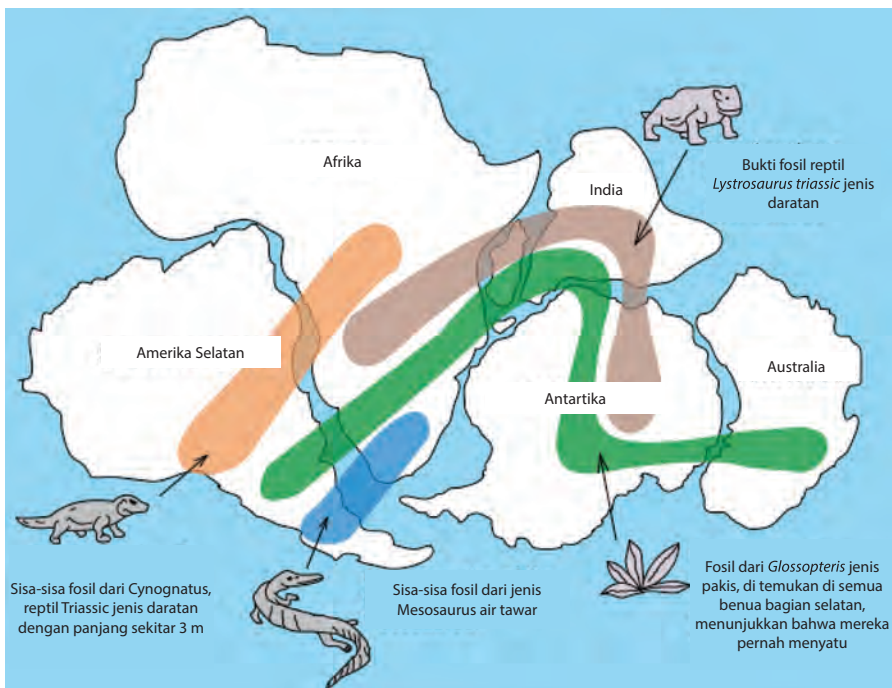 Afrika
India
Bukti fosil reptil
Lystrosaurus triassic jenis
daratan
Amerika Selatan
Antartika
Australia
Sisa-sisa fosil dari Cynognatus,
reptil Triassic jenis daratan
dengan panjang sekitar 3 m
Sisa-sisa fosil dari jenis
Mesosaurus air tawar
Fosil dari Glossopteris jenis
pakis, di temukan di semua
benua bagian selatan,
menunjukkan bahwa mereka
pernah menyatu